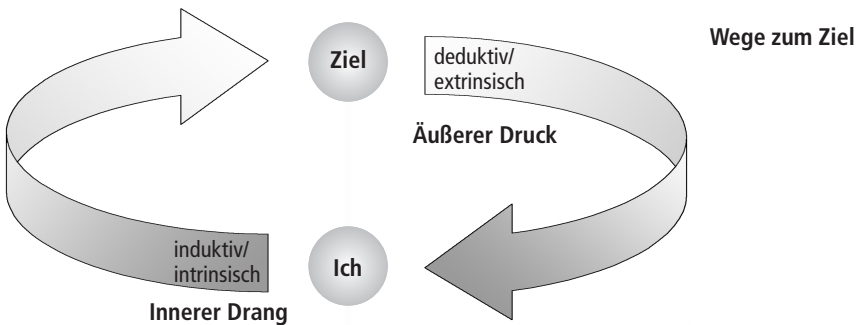 Wege zum Ziel
Ziel
deduktiv/
extrinsisch
Äußerer Druck
induktiv/
intrinsisch
Ich
Innerer Drang